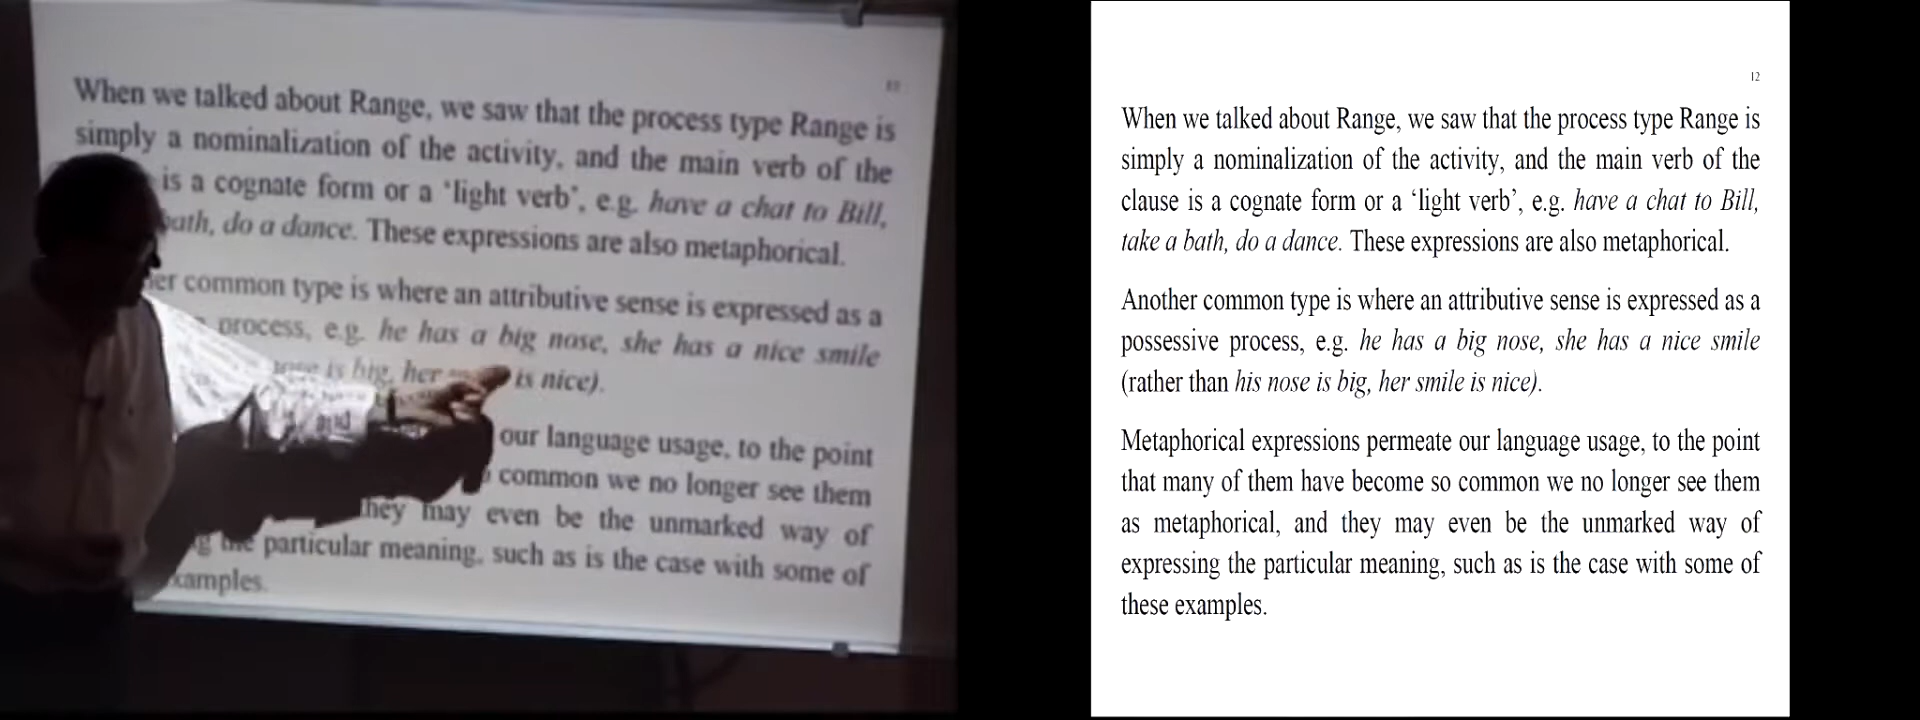 When we talked about Range, we saw that the process type Range is
simply a nominalization of the activity, and the main verb of the
is a cognate form or a ‘light verb’, e.g. have a chat to Bill,
bath, do a dance. These expressions are also metaphorical.
er common type is where an attributive sense is expressed as a
process, e.g. he has a big nose, she has a nice smile
nose is big, her is nice).
our language usage, to the point
common we no longer see them
they may even be the unmarked way of
the particular meaning, such as is the case with some of
examples.
12
When we talked about Range, we saw that the process type Range is
simply a nominalization of the activity, and the main verb of the
clause is a cognate form or a ‘light verb’, e.g. have a chat to Bill,
take a bath, do a dance. These expressions are also metaphorical.
Another common type is where an attributive sense is expressed as a
possessive process, e.g. he has a big nose, she has a nice smile
(rather than his nose is big, her smile is nice).
Metaphorical expressions permeate our language usage, to the point
that many of them have become so common we no longer see them
as metaphorical, and they may even be the unmarked way of
expressing the particular meaning, such as is the case with some of
these examples.